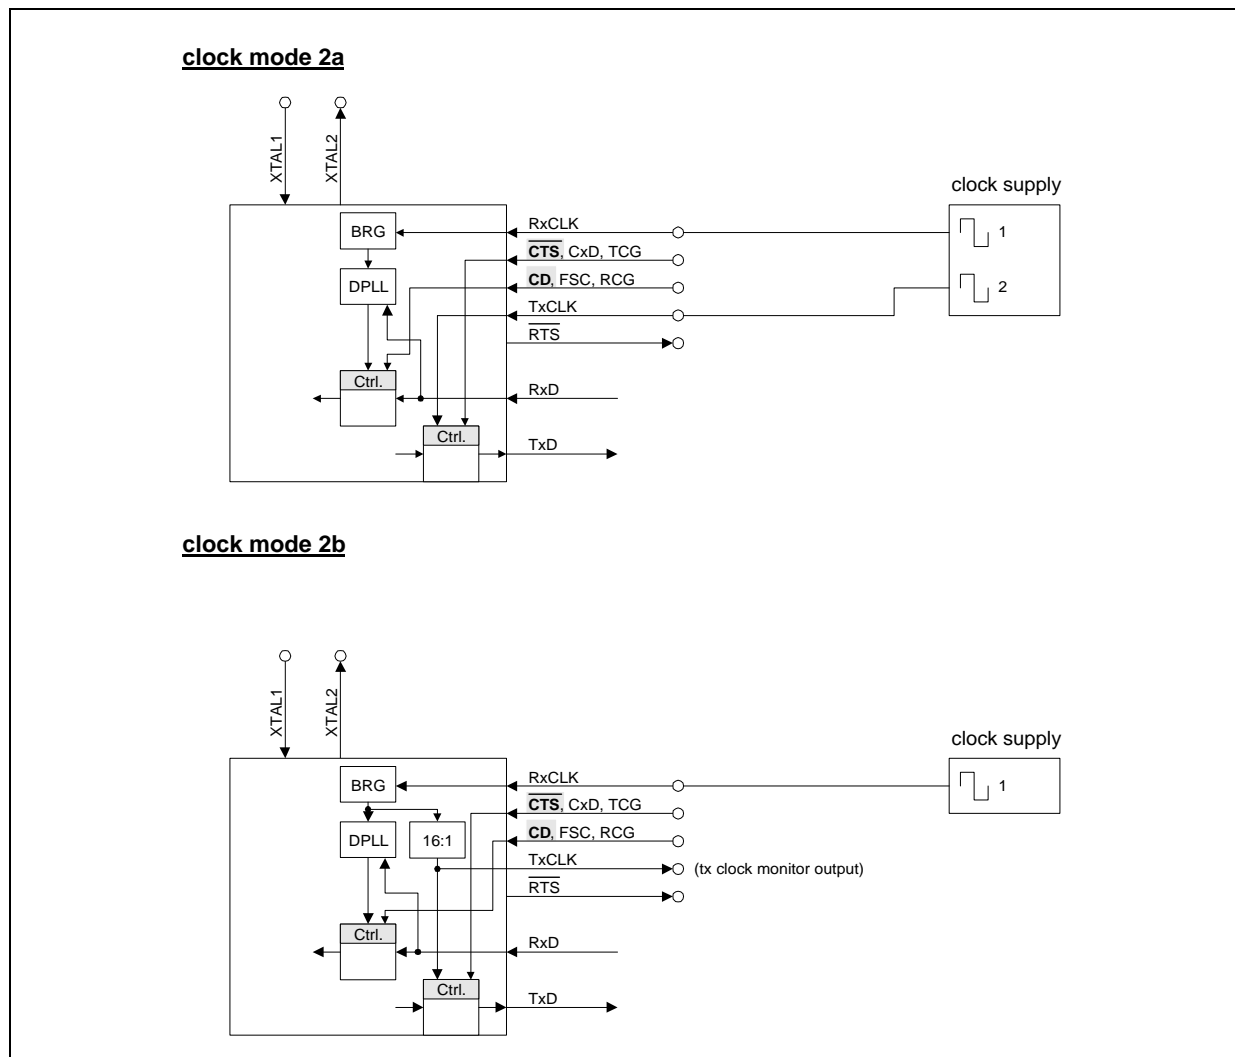 clock mode 2a
XTAL1
XTAL2
clock supply
BRG
RxCLK
1
CTS, CxD, TCG
DPLL
CD, FSC, RCG
2
TxCLK
RTS
Ctrl.
RxD
Ctrl.
TxD
clock mode 2b
XTAL1
XTAL2
clock supply
BRG
RxCLK
1
CTS, CxD, TCG
DPLL
16:1
CD, FSC, RCG
TxCLK
(tx clock monitor output)
RTS
Ctrl.
RxD
Ctrl.
TxD